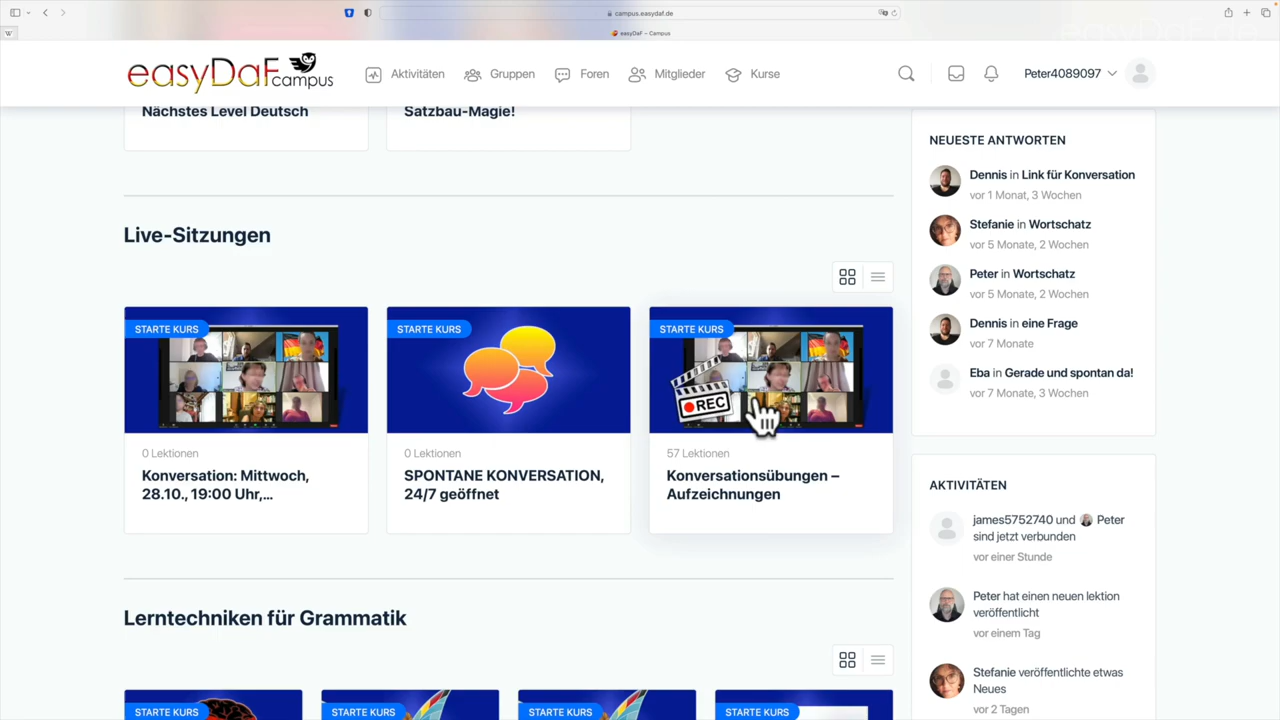 campus.easydaf.de
W
easyDaF – Campus
easyDaF.de
easyDaF campus
Aktivitäten
Gruppen
Foren
Mitglieder
Kurse
Peter4089097
Nächstes Level Deutsch
Satzbau-Magie!
Live-Sitzungen
STARTE KURS
0 Lektionen
Konversation: Mittwoch,
28.10., 19:00 Uhr,...
STARTE KURS
0 Lektionen
SPONTANE KONVERSATION,
24/7 geöffnet
STARTE KURS
REC
57 Lektionen
Konversationsübungen –
Aufzeichnungen
Lerntechniken für Grammatik
STARTE KURS
STARTE KURS
STARTE KURS
STARTE KURS
NEUESTE ANTWORTEN
Dennis in Link für Konversation
vor 1 Monat, 3 Wochen
Stefanie in Wortschatz
vor 5 Monate, 2 Wochen
Peter in Wortschatz
vor 5 Monate, 2 Wochen
Dennis in eine Frage
vor 7 Monate
Eba in Gerade und spontan da!
vor 7 Monate, 3 Wochen
AKTIVITÄTEN
james5752740 und Peter
sind jetzt verbunden
vor einer Stunde
Peter hat einen neuen lektion
veröffentlicht
vor einem Tag
Stefanie veröffentlichte etwas
Neues
vor 2 Tagen